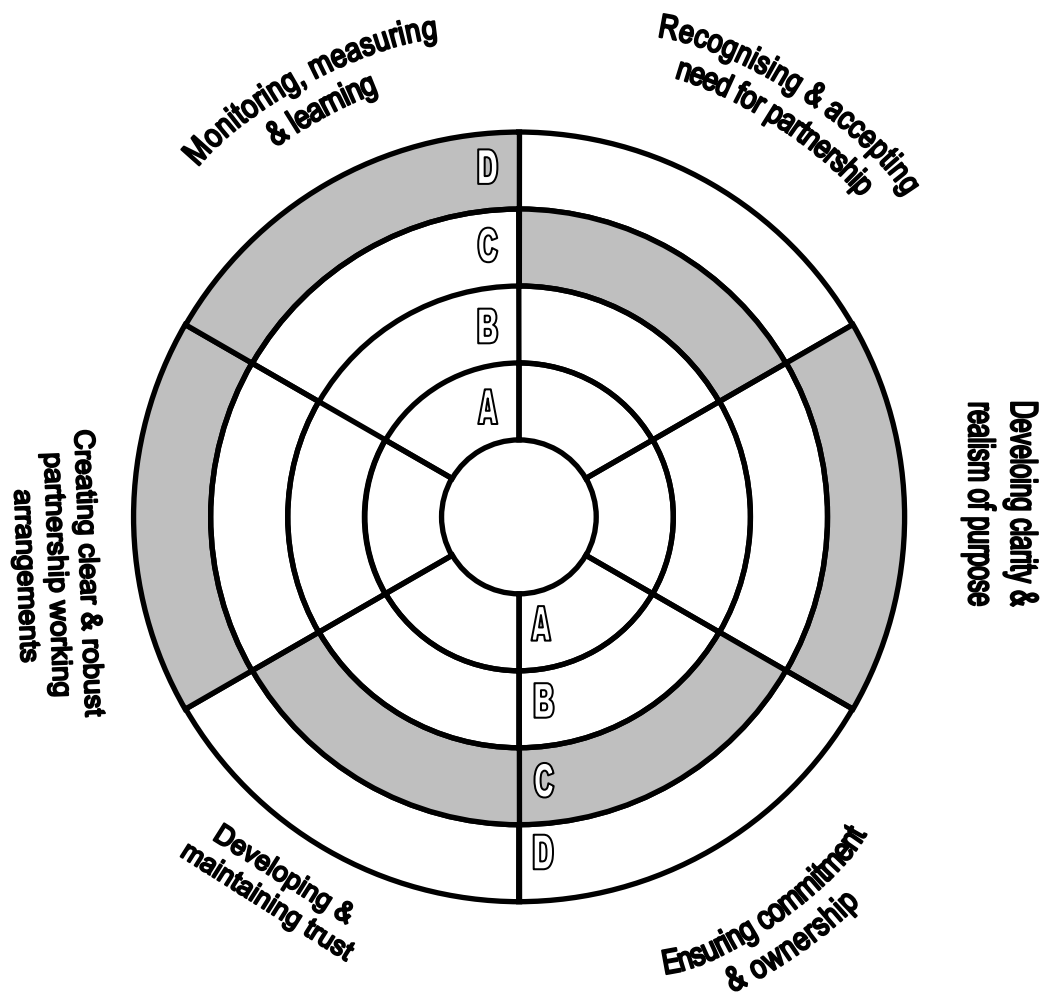 Monitoring, measuring
& learning
Recognising & accepting
need for partnership
D
C
B
A
Develoing clarity &
realism of purpose
Creating clear & robust
partnership working
arrangements
A
B
C
D
Developing &
maintaining trust
Ensuring commitment
& ownership